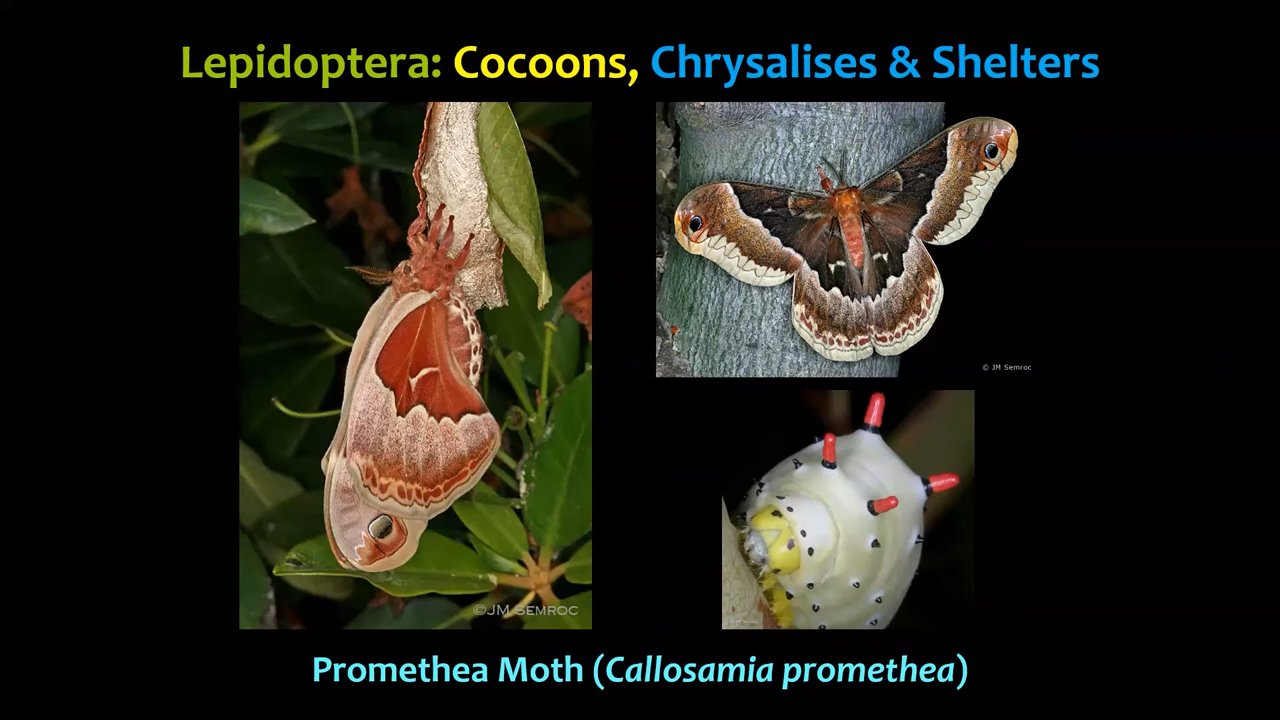 Lepidoptera: Cocoons, Chrysalises & Shelters
© JM Semroc
©JM SEMROC
Promethea Moth (Callosamia promethea)